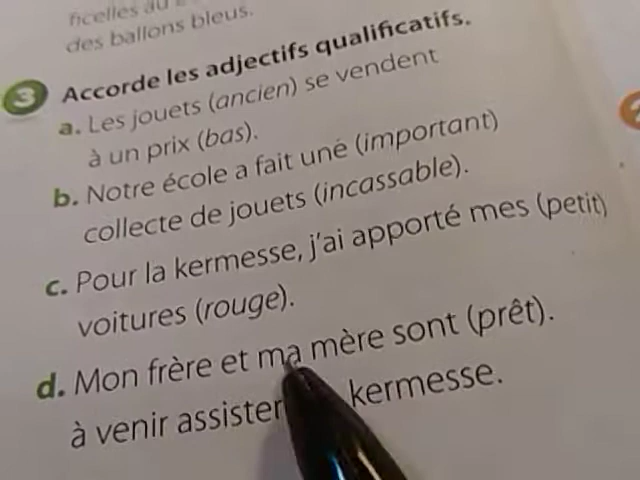 ficelles au
des ballons bleus.
3 Accorde les adjectifs qualificatifs.
a. Les jouets (ancien) se vendent
à un prix (bas).
b. Notre école a fait une (important)
collecte de jouets (incassable).
c. Pour la kermesse, j'ai apporté mes (petit)
voitures (rouge).
d. Mon frère et ma mère sont (prêt).
à venir assister kermesse.